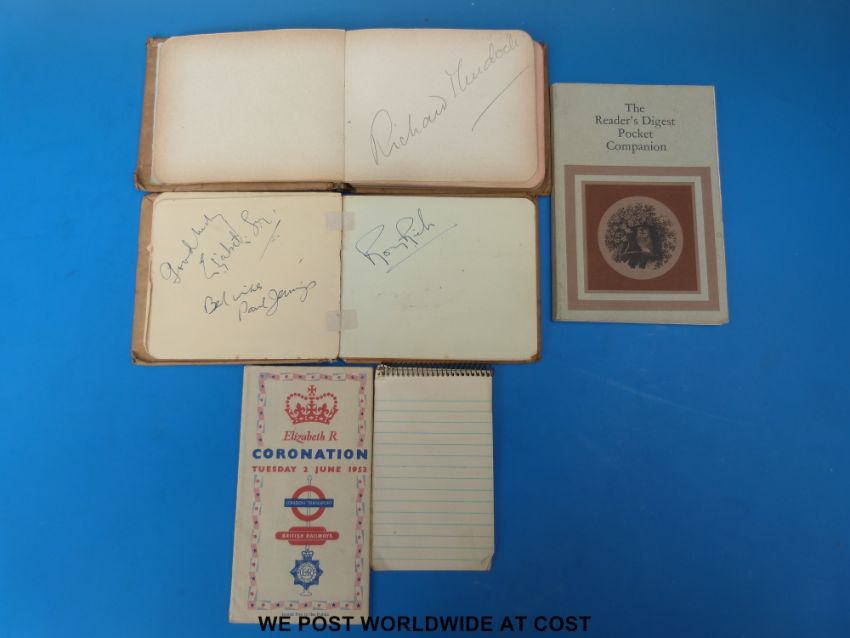 Richard Murdoch
The
Reader's Digest
Pocket
Companion
Good luck
Elizabeth
Best wishes
Paul Jennings
Rory Rich
Elizabeth R
CORONATION
TUESDAY 2 JUNE 1953
LONDON TRANSPORT
BRITISH RAILWAYS
WE POST WORLDWIDE AT COST